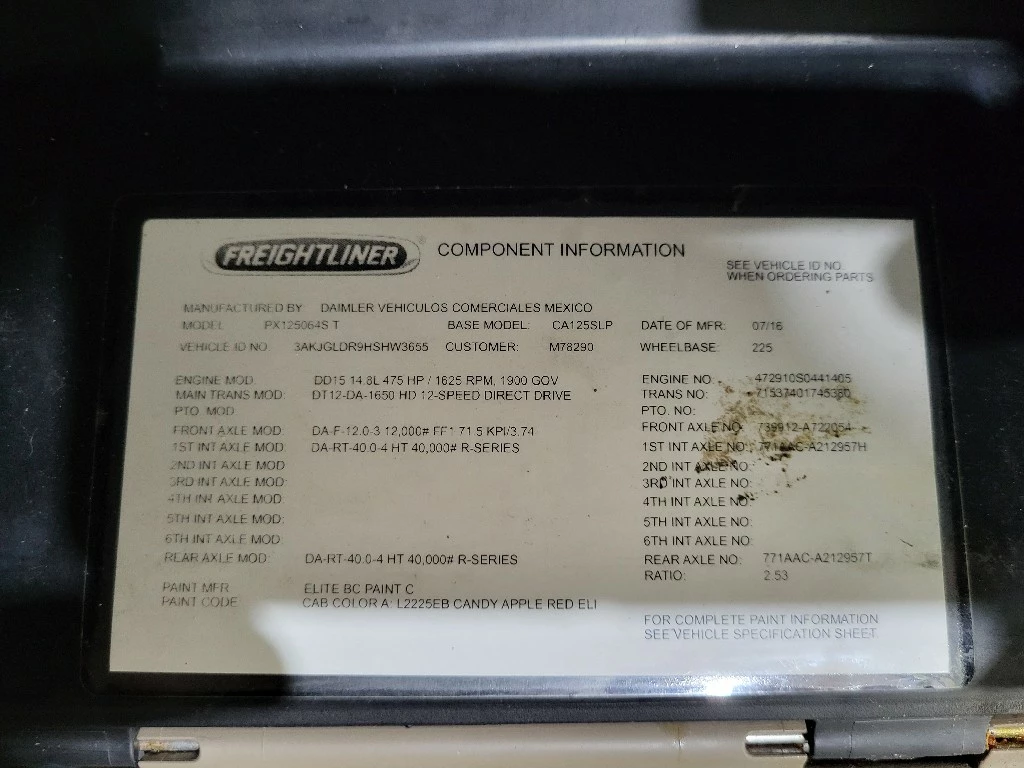 FREIGHTLINER COMPONENT INFORMATION
SEE VEHICLE ID NO.
WHEN ORDERING PARTS
MANUFACTURED BY: DAIMLER VEHICULOS COMERCIALES MEXICO
MODEL: PX125064S T BASE MODEL: CA125SLP DATE OF MFR: 07/16
VEHICLE ID NO. 3AKJGLDR9HSHW3655 CUSTOMER: M78290 WHEELBASE: 225
ENGINE MOD: DD15 14.8L 475 HP / 1625 RPM, 1900 GOV ENGINE NO. 472910S0441405
MAIN TRANS MOD: DT12-DA-1650 HD 12-SPEED DIRECT DRIVE TRANS NO: 71537401745380
PTO. MOD: PTO. NO:
FRONT AXLE MOD: DA-F-12.0-3 12,000# FF1 71.5 KPI/3.74 FRONT AXLE NO: 739912-A722054
1ST INT AXLE MOD: DA-RT-40.0-4 HT 40,000# R-SERIES 1ST INT AXLE NO: 771AAC-A212957H
2ND INT AXLE MOD: 2ND INT AXLE NO:
3RD INT AXLE MOD: 3RD INT AXLE NO:
4TH INR AXLE MOD: 4TH INT AXLE NO:
5TH INT AXLE MOD: 5TH INT AXLE NO:
6TH INT AXLE MOD: 6TH INT AXLE NO:
REAR AXLE MOD: DA-RT-40.0-4 HT 40,000# R-SERIES REAR AXLE NO: 771AAC-A212957T
RATIO: 2.53
PAINT MFR: ELITE BC PAINT C
PAINT CODE: CAB COLOR A: L2225EB CANDY APPLE RED ELI
FOR COMPLETE PAINT INFORMATION
SEE VEHICLE SPECIFICATION SHEET